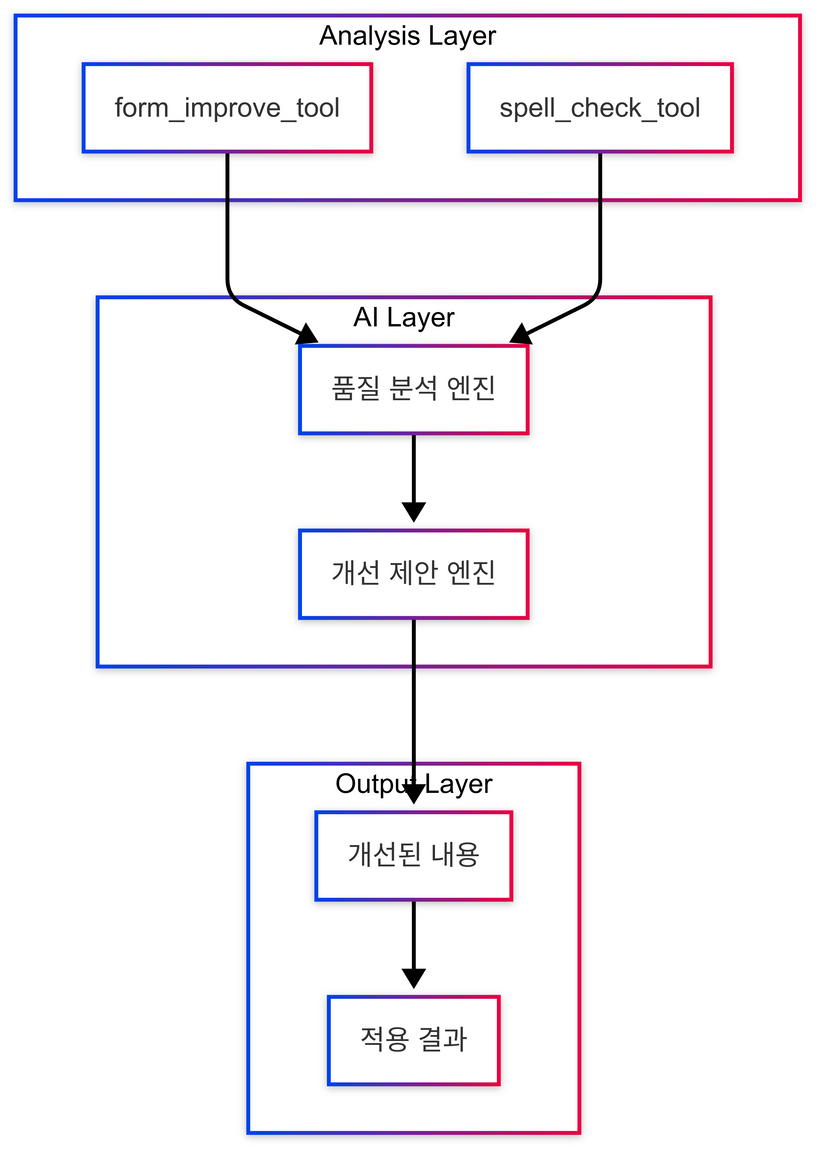 Analysis Layer
form_improve_tool
spell_check_tool
AI Layer
품질 분석 엔진
개선 제안 엔진
Output Layer
개선된 내용
적용 결과